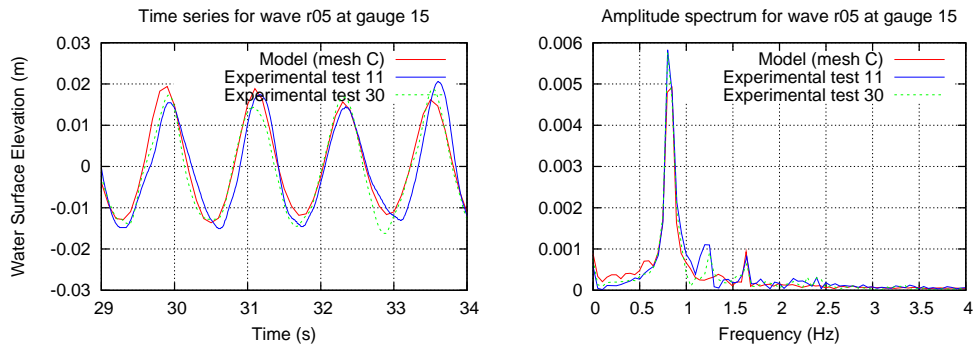 Time series for wave r05 at gauge 15
0.03
0.02
0.01
0
-0.01
-0.02
-0.03
29
30
31
32
33
34
Water Surface Elevation (m)
Time (s)
Model (mesh C)
Experimental test 11
Experimental test 30
Amplitude spectrum for wave r05 at gauge 15
0.006
0.005
0.004
0.003
0.002
0.001
0
0
0.5
1
1.5
2
2.5
3
3.5
4
Frequency (Hz)
Model (mesh C)
Experimental test 11
Experimental test 30